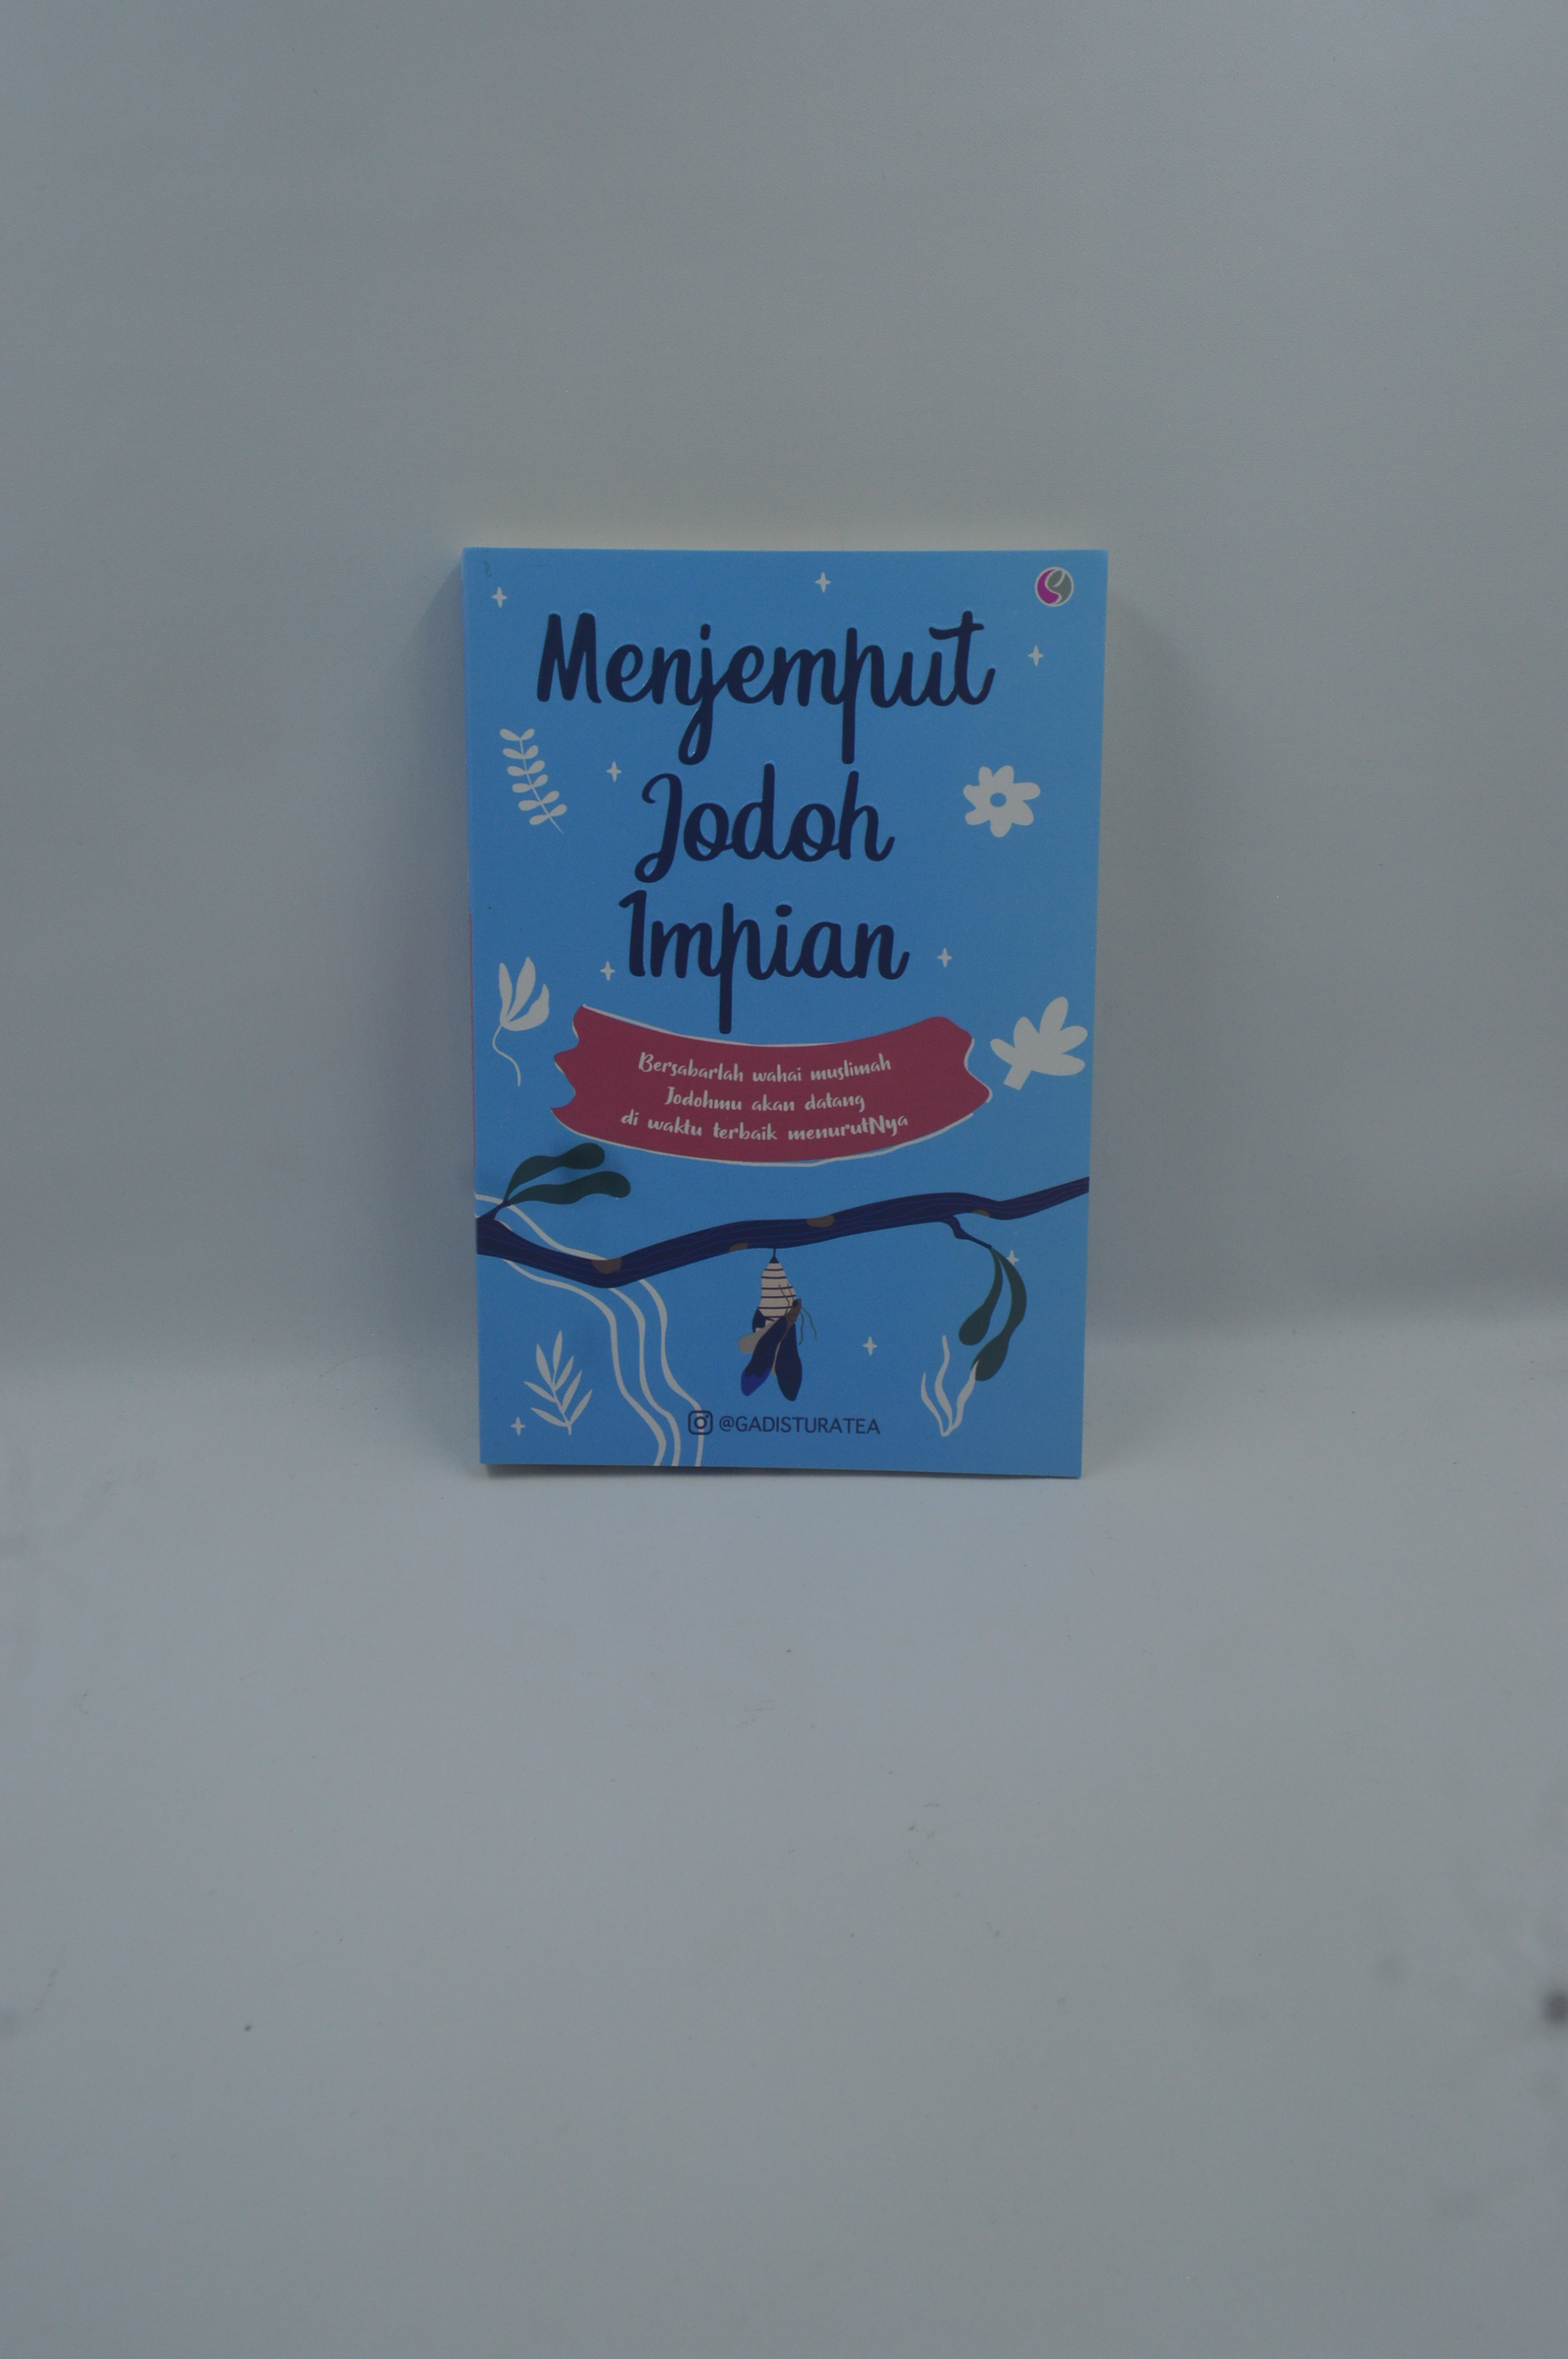 Menjemput
Jodoh
Impian
Bersabarlah wahai muslimah
Jodohmu akan datang
di waktu terbaik menurutNya
@GADISTURATEA